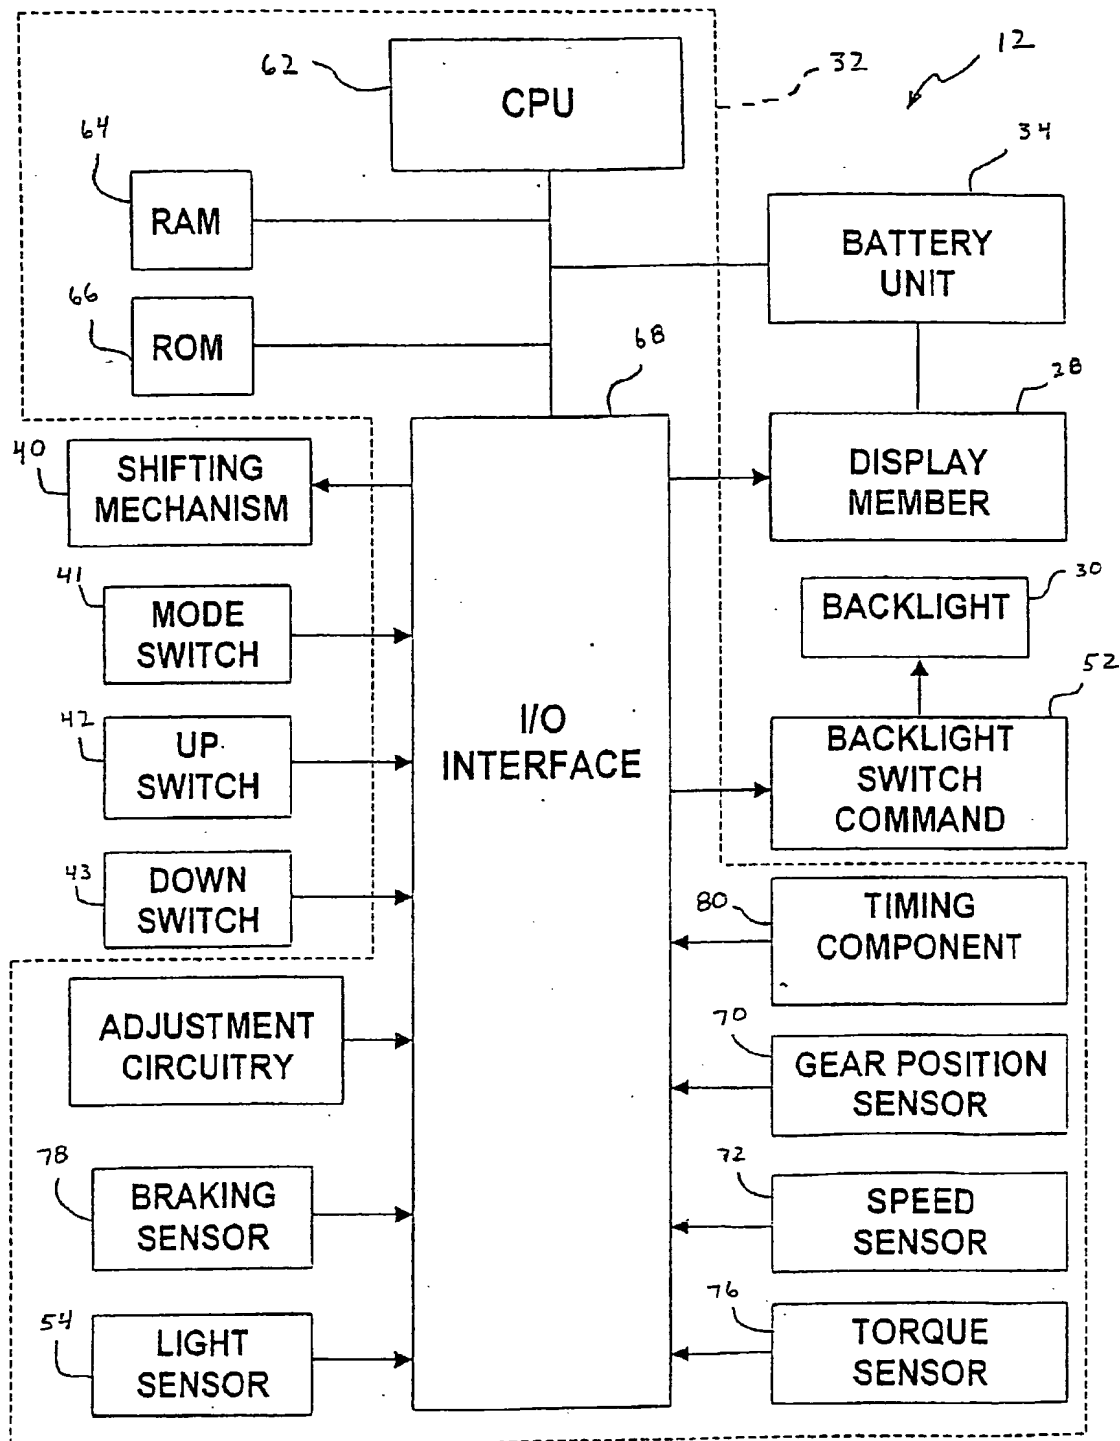 62
CPU
32
12
64
RAM
34
BATTERY
UNIT
66
ROM
68
28
40
SHIFTING
MECHANISM
DISPLAY
MEMBER
41
MODE
SWITCH
30
BACKLIGHT
42
UP
SWITCH
I/O
INTERFACE
52
BACKLIGHT
SWITCH
COMMAND
43
DOWN
SWITCH
80
TIMING
COMPONENT
ADJUSTMENT
CIRCUITRY
70
GEAR POSITION
SENSOR
78
BRAKING
SENSOR
72
SPEED
SENSOR
54
LIGHT
SENSOR
76
TORQUE
SENSOR